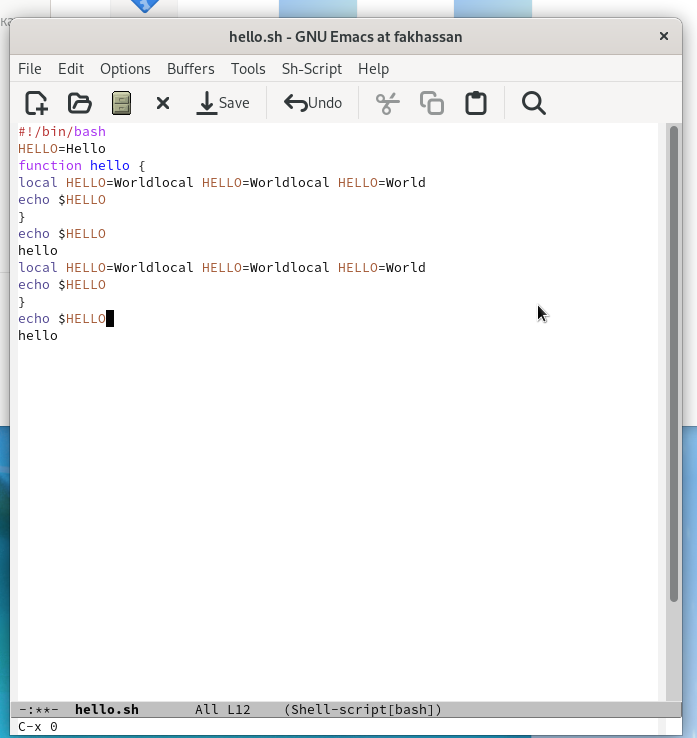 hello.sh - GNU Emacs at fakhassan
File Edit Options Buffers Tools Sh-Script Help
Save Undo
#!/bin/bash
HELLO=Hello
function hello {
local HELLO=Worldlocal HELLO=Worldlocal HELLO=World
echo $HELLO
}
echo $HELLO
hello
local HELLO=Worldlocal HELLO=Worldlocal HELLO=World
echo $HELLO
}
echo $HELLO
hello
-:**- hello.sh All L12 (Shell-script[bash])
C-x 0